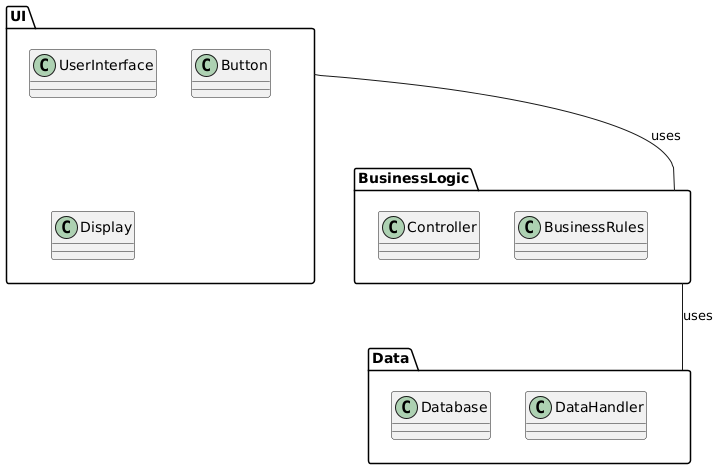 UI
C UserInterface
C Button
uses
BusinessLogic
C Display
C Controller
C BusinessRules
uses
Data
C Database
C DataHandler